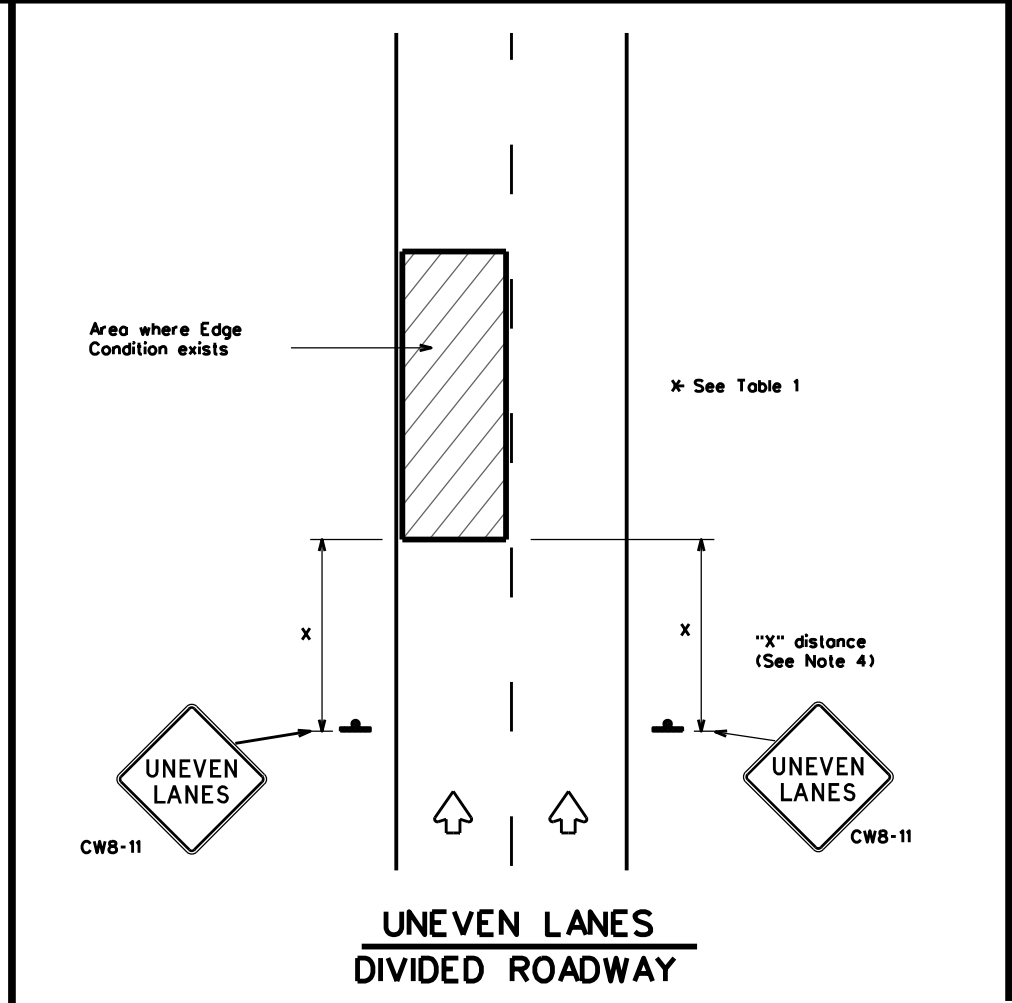 Area where Edge
Condition exists
X- See Table 1
X
X
"X" distance
(See Note 4)
UNEVEN
LANES
CW8-11
UNEVEN
LANES
CW8-11
UNEVEN LANES
DIVIDED ROADWAY